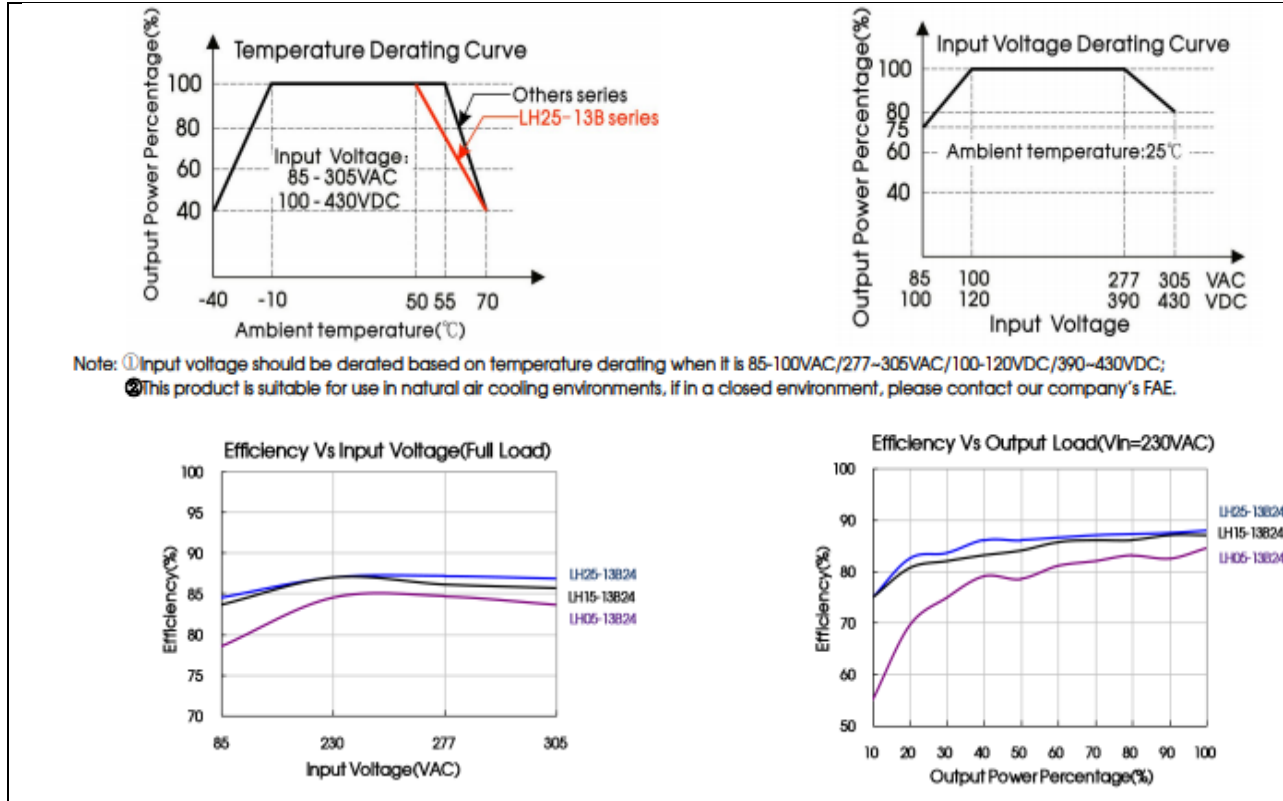 Temperature Derating Curve
Output Power Percentage(%)
100
80
60
40
Others series
LH25-13B series
Input Voltage:
85 - 305VAC
100 - 430VDC
-40 -10 50 55 70
Ambient temperature(℃)
Input Voltage Derating Curve
Output Power Percentage(%)
100
80
75
60
40
Ambient temperature:25℃
85 100 277 305 VAC
100 120 390 430 VDC
Input Voltage
Note: ①Input voltage should be derated based on temperature derating when it is 85-100VAC/277~305VAC/100-120VDC/390~430VDC;
②This product is suitable for use in natural air cooling environments, if in a closed environment, please contact our company's FAE.
Efficiency Vs Input Voltage(Full Load)
Efficiency(%)
100
95
90
85
80
75
70
LH25-13B24
LH15-13B24
LH05-13B24
85 230 277 305
Input Voltage(VAC)
Efficiency Vs Output Load(Vin=230VAC)
Efficiency(%)
100
90
80
70
60
50
LH25-13B24
LH15-13B24
LH05-13B24
10 20 30 40 50 60 70 80 90 100
Output Power Percentage(%)